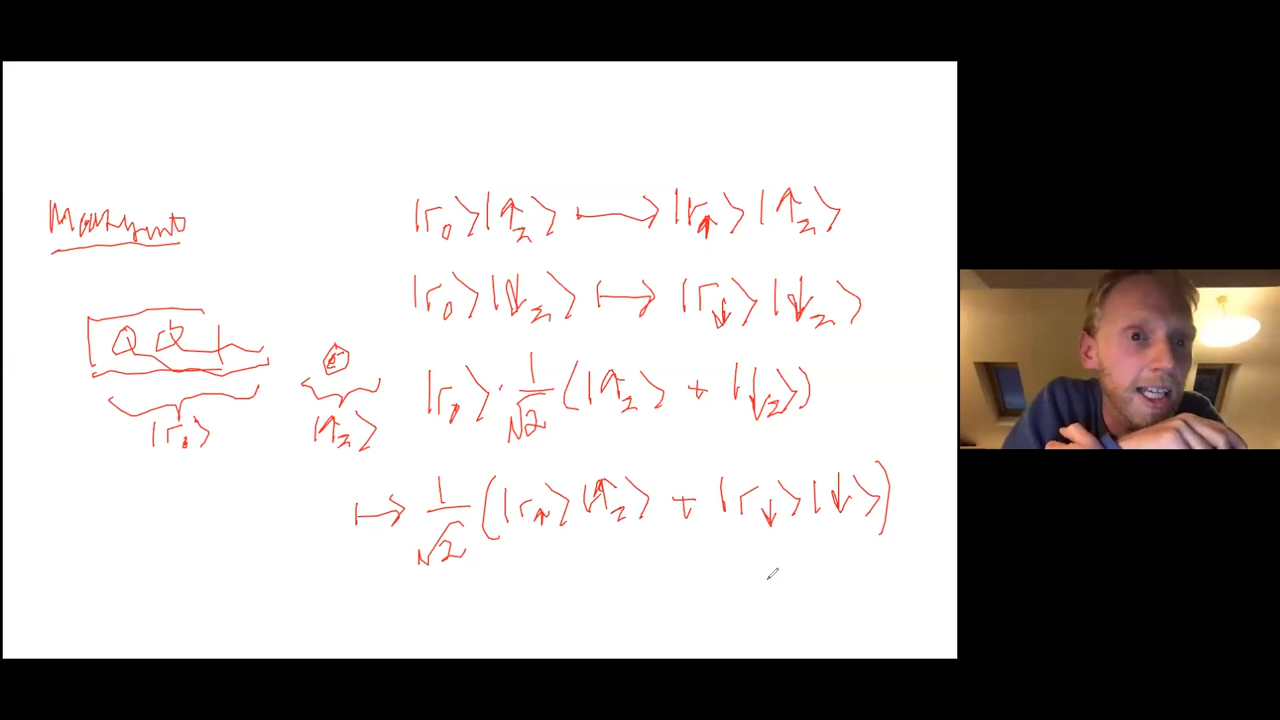 |r₀⟩|↑_z⟩ ⟼ |r_↑⟩|↑_z⟩
|r₀⟩|↓_z⟩ ⟼ |r_↓⟩|↓_z⟩
e⁻
|r₀⟩ · 1/√2 (|↑_z⟩ + |↓_z⟩)
|r₀⟩ |↑_z⟩
⟼ 1/√2 (|r_↑⟩|↑_z⟩ + |r_↓⟩|↓⟩)